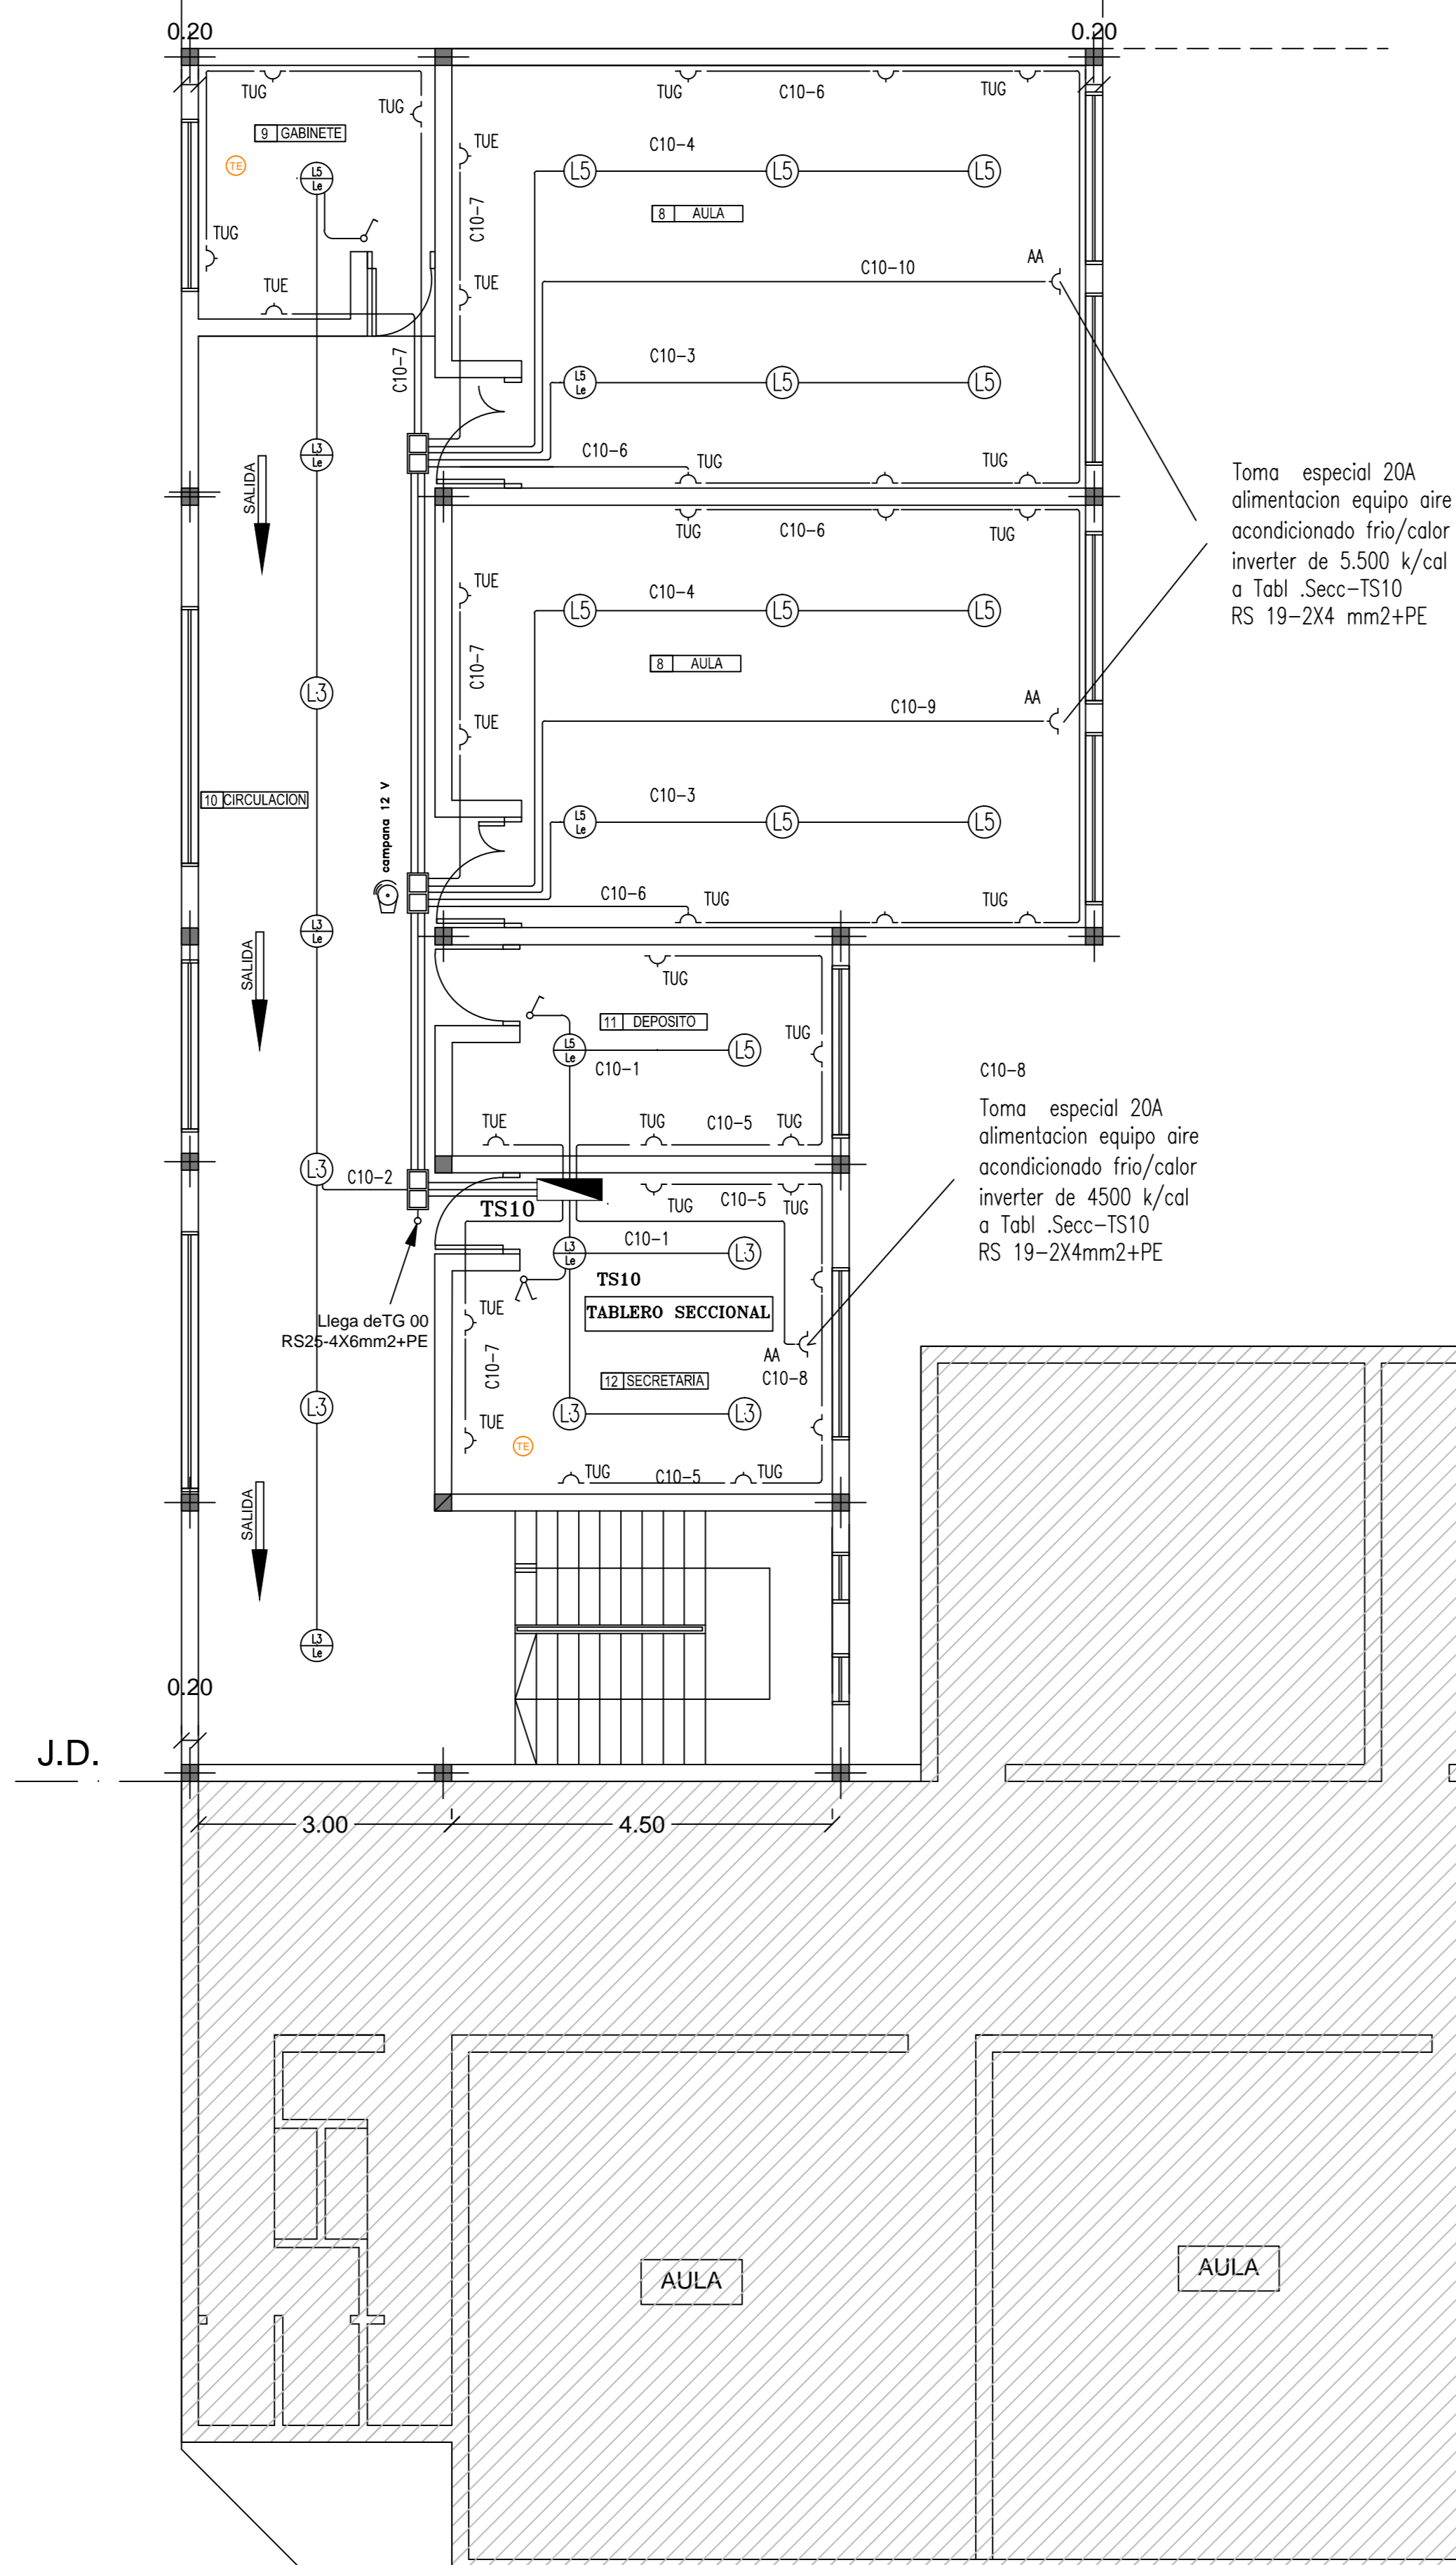 0.20
0.20
TUG
TUG
TUG
C10-6
TUG
9 GABINETE
TE
L5
Le
TUE
C10-4
L5
L5
L5
C10-7
8 AULA
TUG
TUE
TUE
C10-10
AA
C10-7
C10-3
L5
Le
L5
L5
L3
Le
C10-6
TUG
TUG
SALIDA
Toma especial 20A
alimentacion equipo aire
acondicionado frio/calor
inverter de 5.500 k/cal
a Tabl .Secc-TS10
RS 19-2X4 mm2+PE
TUG
C10-6
TUG
TUE
C10-4
L5
L5
L5
C10-7
8 AULA
L3
TUE
C10-9
AA
10 CIRCULACION
campana 12 V
C10-3
L5
Le
L5
L5
C10-6
TUG
TUG
L3
Le
SALIDA
TUG
11 DEPOSITO
TUG
L5
Le
L5
C10-1
C10-8
Toma especial 20A
alimentacion equipo aire
acondicionado frio/calor
inverter de 4500 k/cal
a Tabl .Secc-TS10
RS 19-2X4mm2+PE
TUE
TUG
C10-5
TUG
L3
C10-2
TS10
TUG
C10-5
TUG
C10-1
L3
Le
L3
TS10
TABLERO SECCIONAL
TUE
Llega deTG 00
RS25-4X6mm2+PE
C10-7
AA
C10-8
12 SECRETARIA
L3
L3
L3
TUE
TE
TUG
C10-5
TUG
SALIDA
L3
Le
0.20
J.D.
3.00
4.50
AULA
AULA